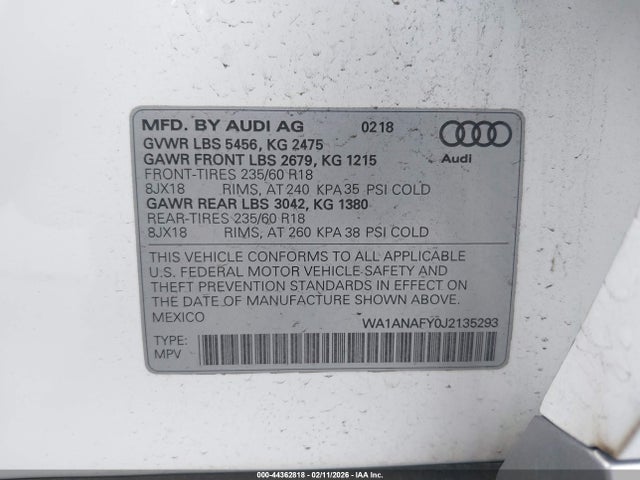 MFD. BY AUDI AG 0218
GVWR LBS 5456, KG 2475
GAWR FRONT LBS 2679, KG 1215
FRONT-TIRES 235/60 R18
8JX18 RIMS, AT 240 KPA 35 PSI COLD
GAWR REAR LBS 3042, KG 1380
REAR-TIRES 235/60 R18
8JX18 RIMS, AT 260 KPA 38 PSI COLD
Audi
THIS VEHICLE CONFORMS TO ALL APPLICABLE
U.S. FEDERAL MOTOR VEHICLE SAFETY AND
THEFT PREVENTION STANDARDS IN EFFECT ON
THE DATE OF MANUFACTURE SHOWN ABOVE.
MEXICO WA1ANAFY0J2135293
TYPE:
MPV
000-44362818 - 02/11/2026 - IAA Inc.